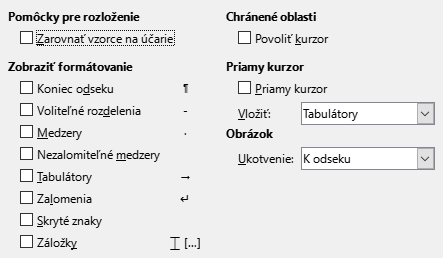 Pomôcky pre rozloženie
Zarovnať vzorce na účarie
Zobraziť formátovanie
Koniec odseku ¶
Voliteľné rozdelenia -
Medzery ·
Nezalomiteľné medzery
Tabulátory →
Zalomenia ↵
Skryté znaky
Záložky ⌶ [...]
Chránené oblasti
Povoliť kurzor
Priamy kurzor
Priamy kurzor
Vložiť: Tabulátory
Obrázok
Ukotvenie: K odseku